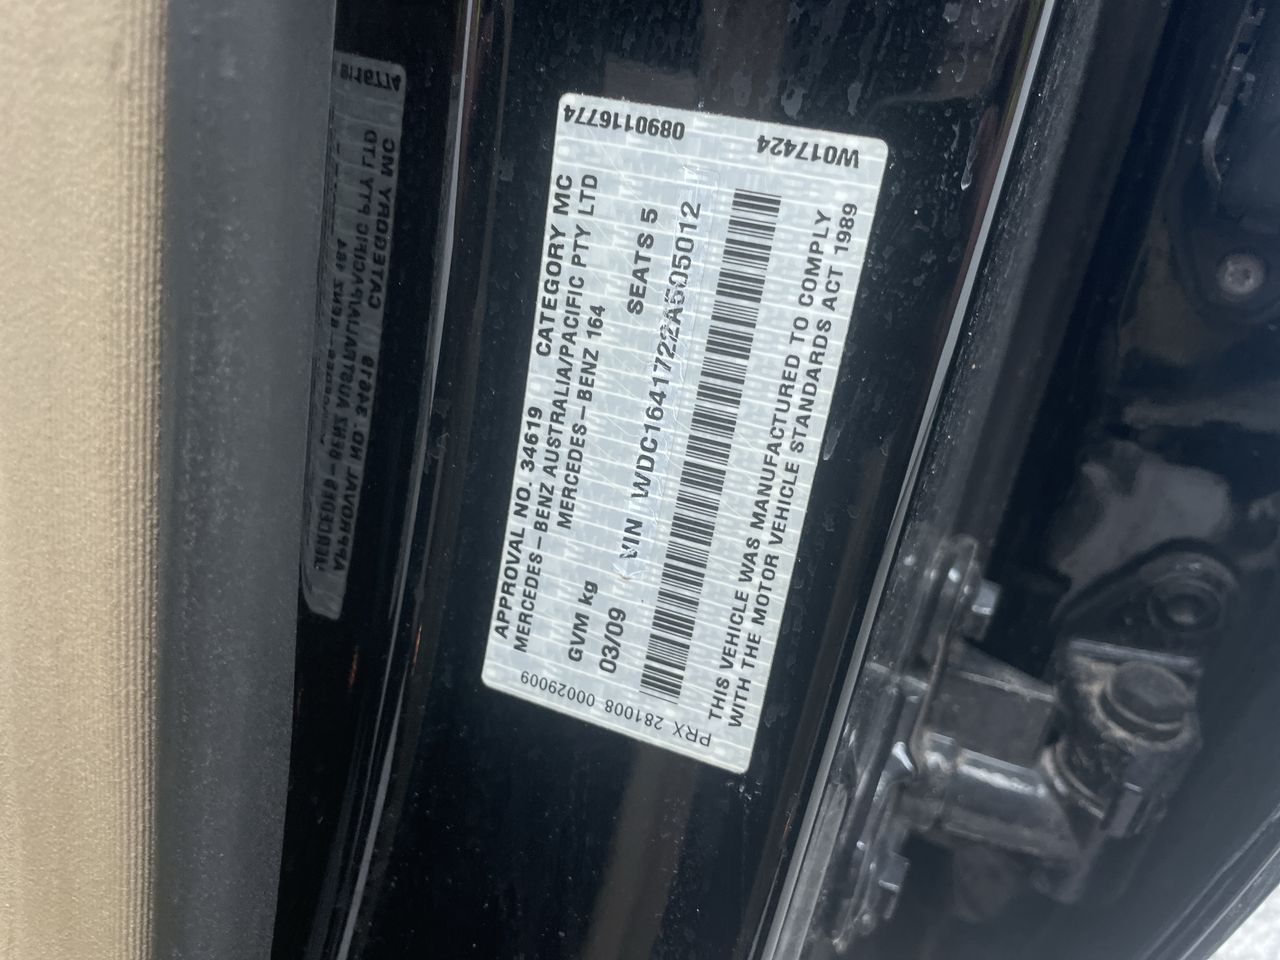 APPROVAL NO. 34619 CATEGORY MC
MERCEDES-BENZ AUSTRALIA/PACIFIC PTY LTD
MERCEDES-BENZ 164
GVM kg SEATS 5
03/09 VIN WDC1641722A505012
THIS VEHICLE WAS MANUFACTURED TO COMPLY
WITH THE MOTOR VEHICLE STANDARDS ACT 1989
0890116774
W017424
PRX 281008 00029009